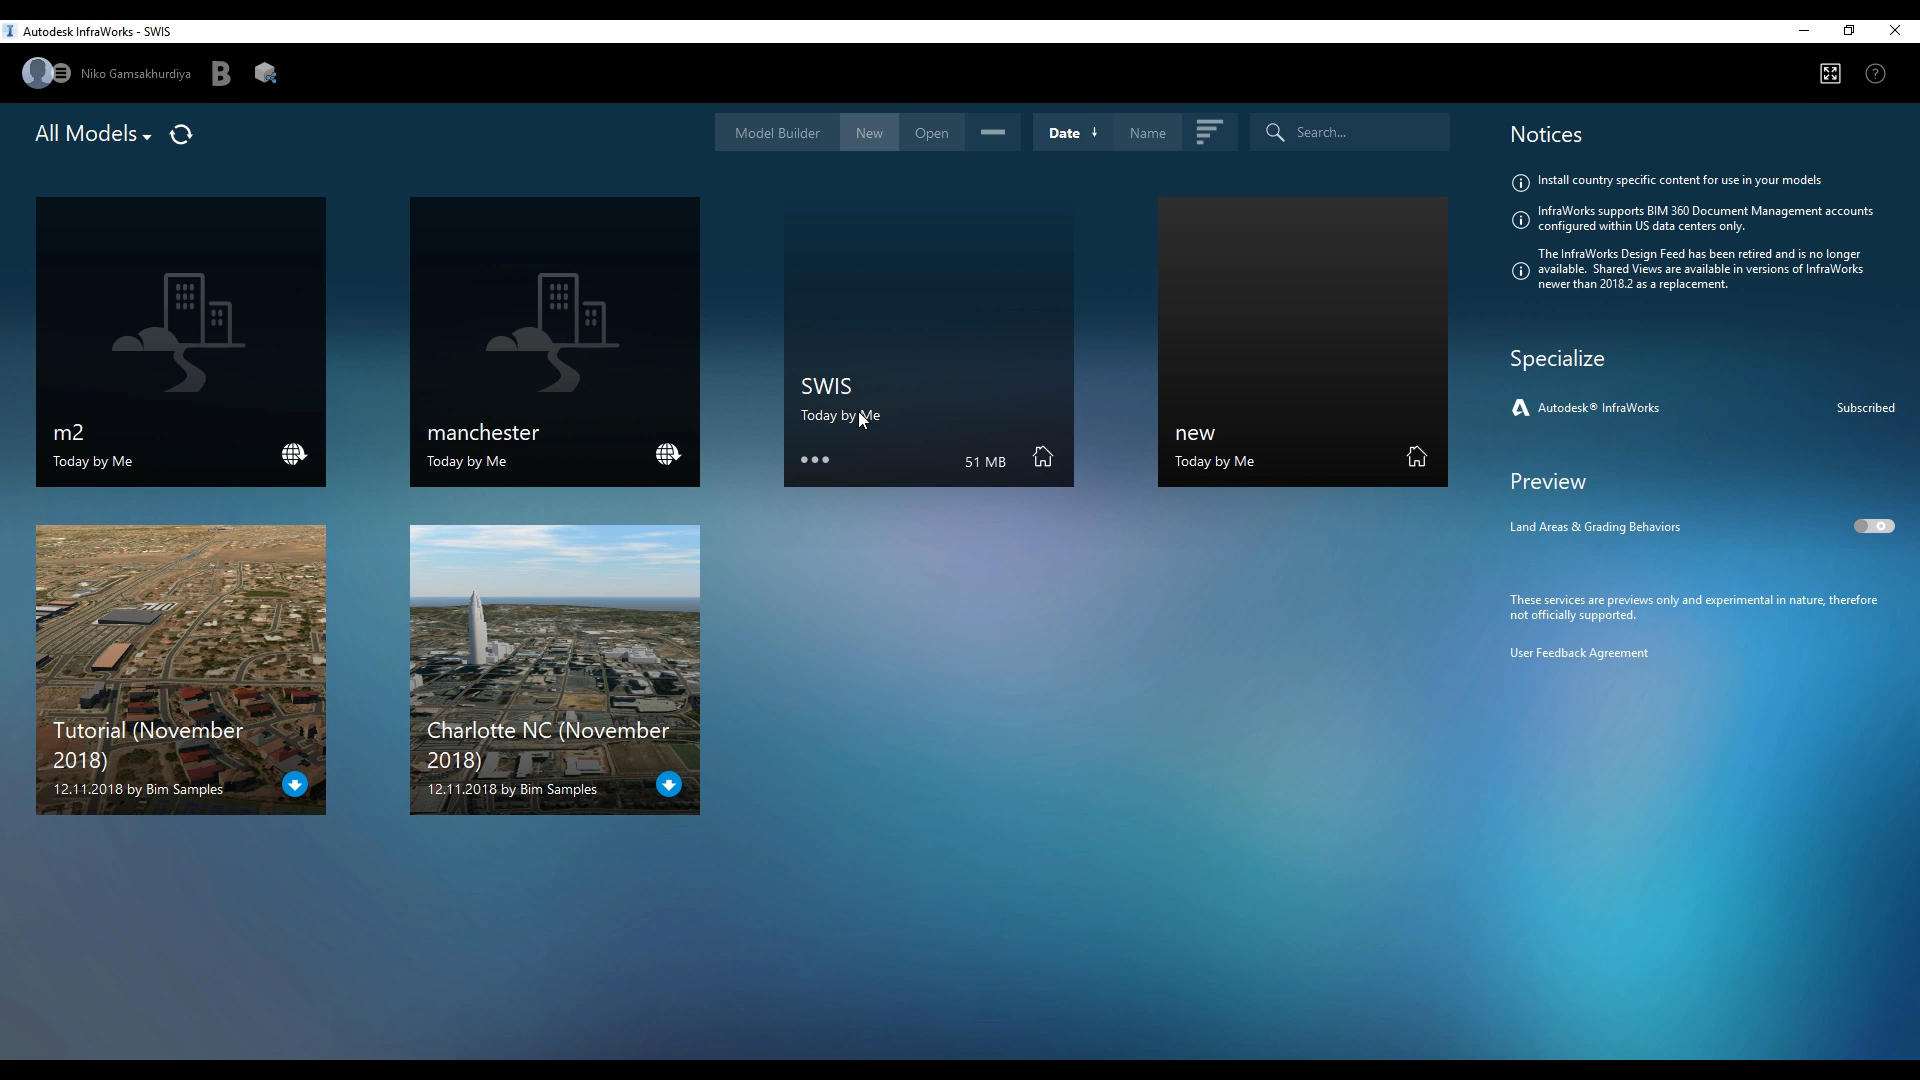 Autodesk InfraWorks - SWIS
Niko Gamsakhurdiya
B
All Models
Model Builder
New
Open
Date
Name
Search...
m2
Today by Me
manchester
Today by Me
SWIS
Today by Me
51 MB
new
Today by Me
Tutorial (November
2018)
12.11.2018 by Bim Samples
Charlotte NC (November
2018)
12.11.2018 by Bim Samples
Notices
Install country specific content for use in your models
InfraWorks supports BIM 360 Document Management accounts
configured within US data centers only.
The InfraWorks Design Feed has been retired and is no longer
available. Shared Views are available in versions of InfraWorks
newer than 2018.2 as a replacement.
Specialize
Autodesk® InfraWorks
Subscribed
Preview
Land Areas & Grading Behaviors
These services are previews only and experimental in nature, therefore
not officially supported.
User Feedback Agreement